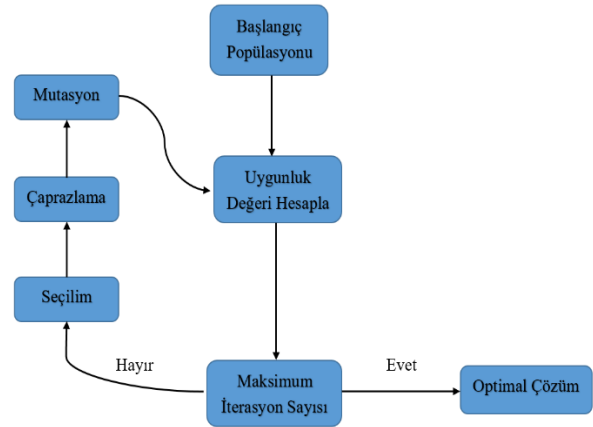 Başlangıç
Popülasyonu
Mutasyon
Uygunluk
Değeri Hesapla
Çaprazlama
Seçilim
Hayır
Evet
Maksimum
İterasyon Sayısı
Optimal Çözüm